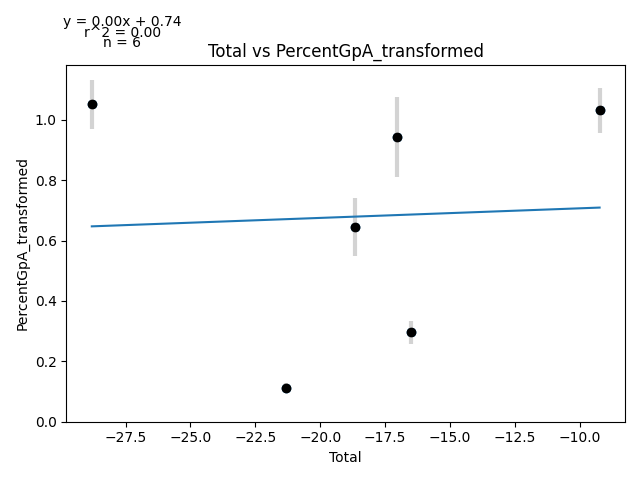 y = 0.00x + 0.74
r^2 = 0.00
n = 6
Total vs PercentGpA_transformed
PercentGpA_transformed
1.0
0.8
0.6
0.4
0.2
0.0
−27.5 −25.0 −22.5 −20.0 −17.5 −15.0 −12.5 −10.0
Total